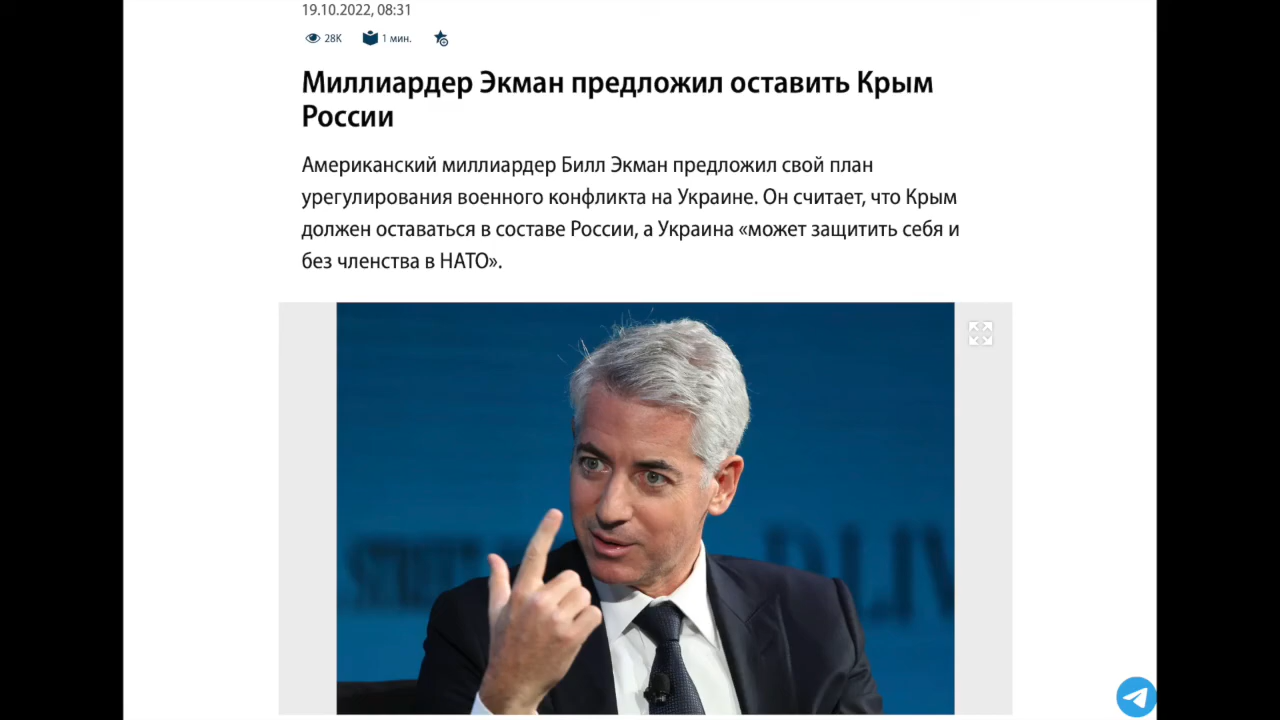 19.10.2022, 08:31
28K 1 мин.
Миллиардер Экман предложил оставить Крым
России
Американский миллиардер Билл Экман предложил свой план
урегулирования военного конфликта на Украине. Он считает, что Крым
должен оставаться в составе России, а Украина «может защитить себя и
без членства в НАТО».